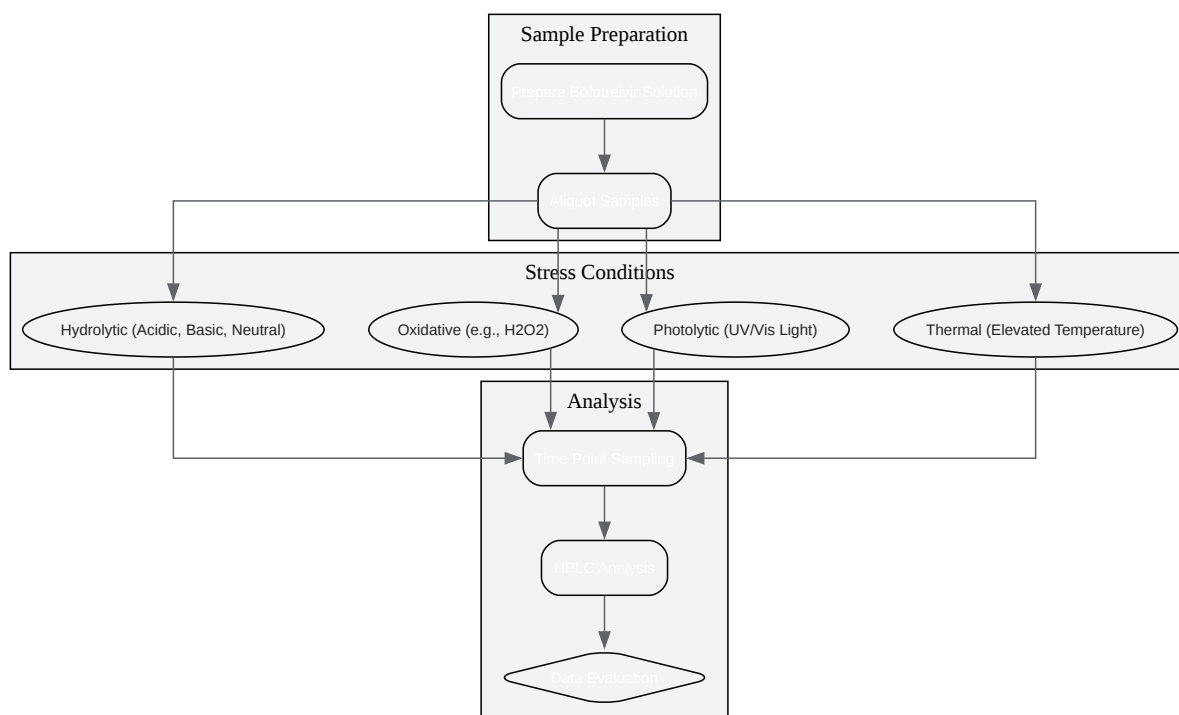 Sample Preparation
Prepare Bofutrelvir Solution
Aliquot Samples
Stress Conditions
Hydrolytic (Acidic, Basic, Neutral)
Oxidative (e.g., H2O2)
Photolytic (UV/Vis Light)
Thermal (Elevated Temperature)
Analysis
Time Point Sampling
HPLC Analysis
Data Evaluation